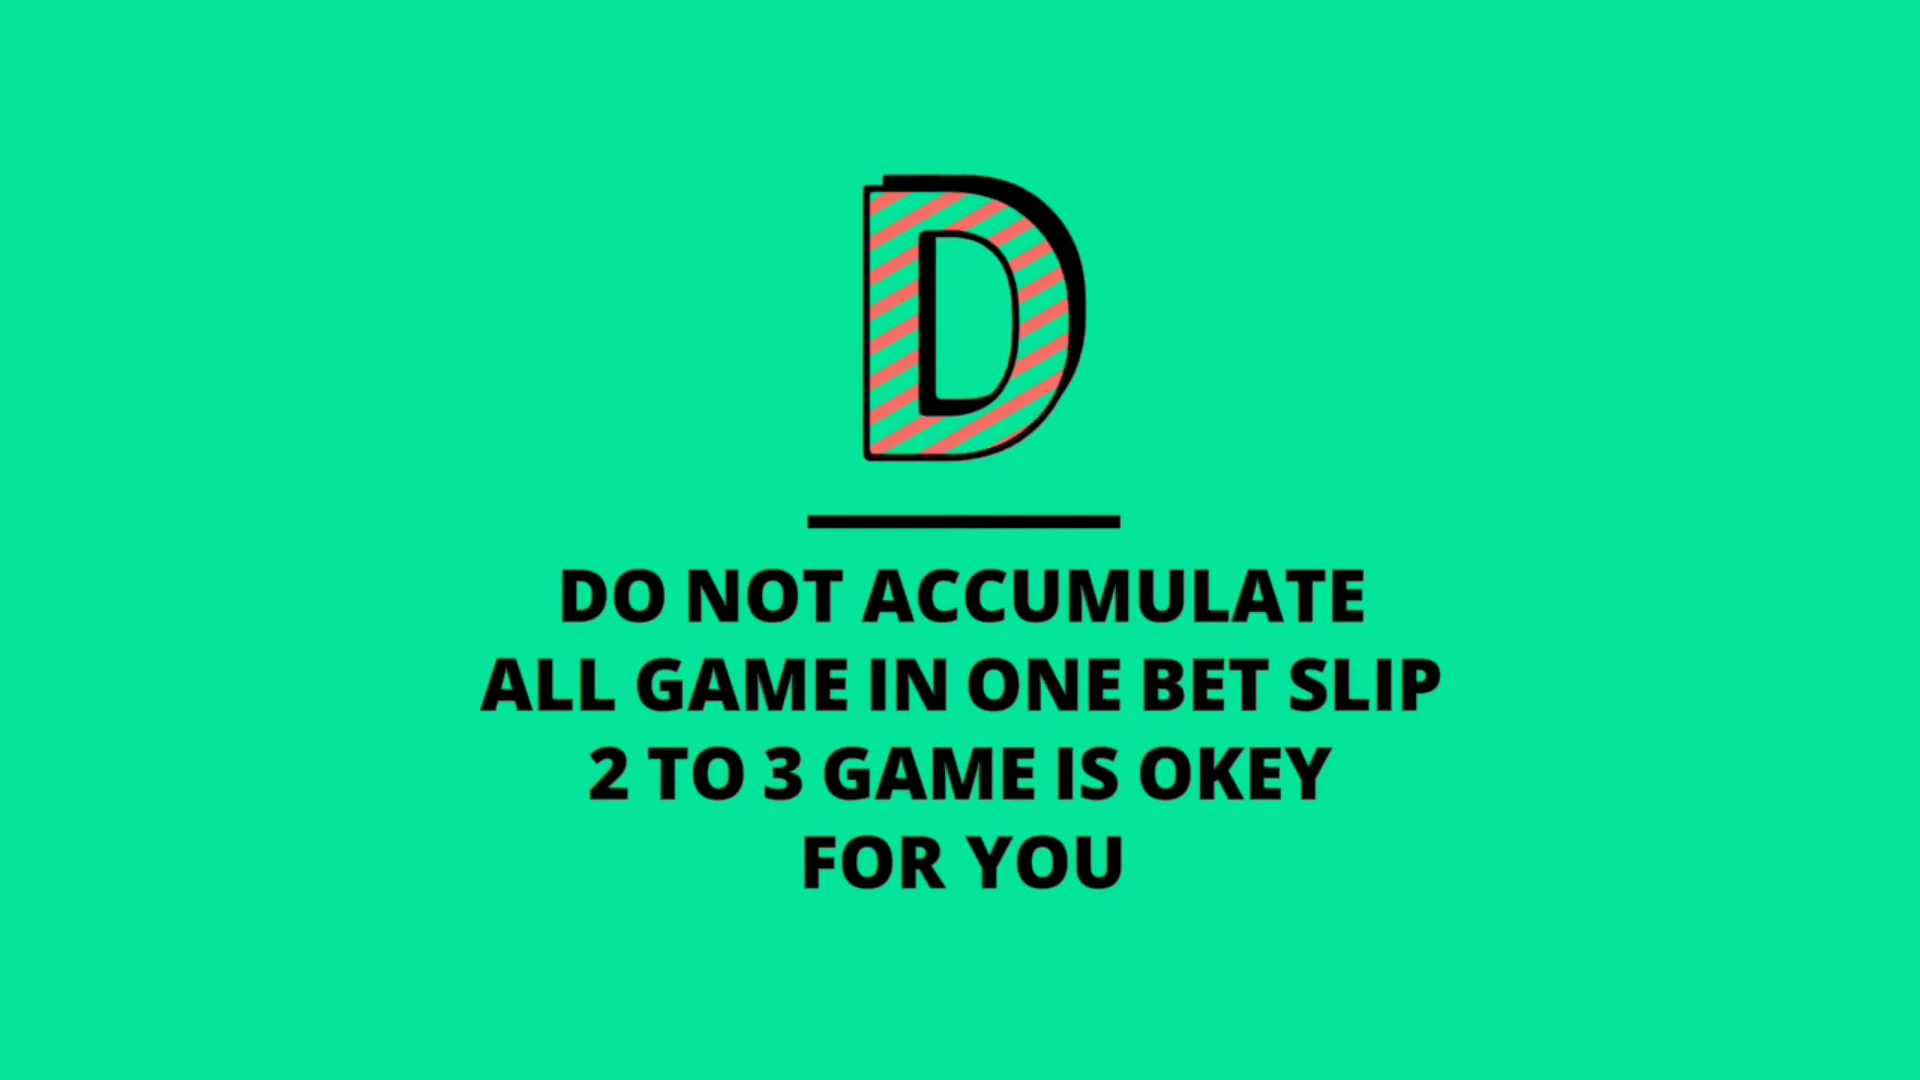 D
DO NOT ACCUMULATE
ALL GAME IN ONE BET SLIP
2 TO 3 GAME IS OKEY
FOR YOU